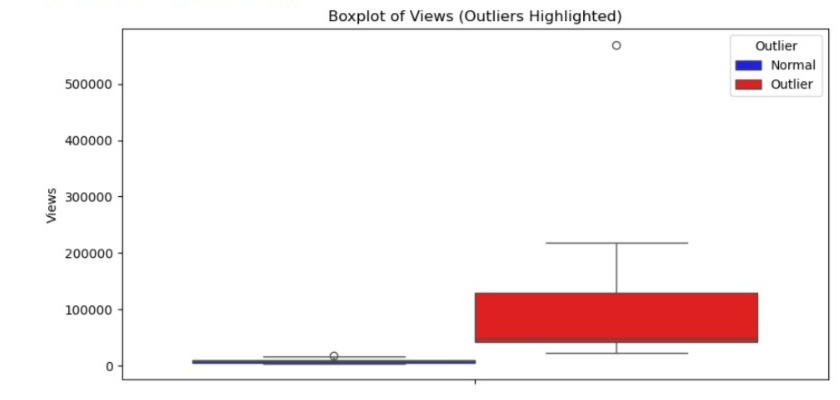 Boxplot of Views (Outliers Highlighted)
Outlier
Normal
Outlier
500000
400000
300000
200000
100000
0
Views